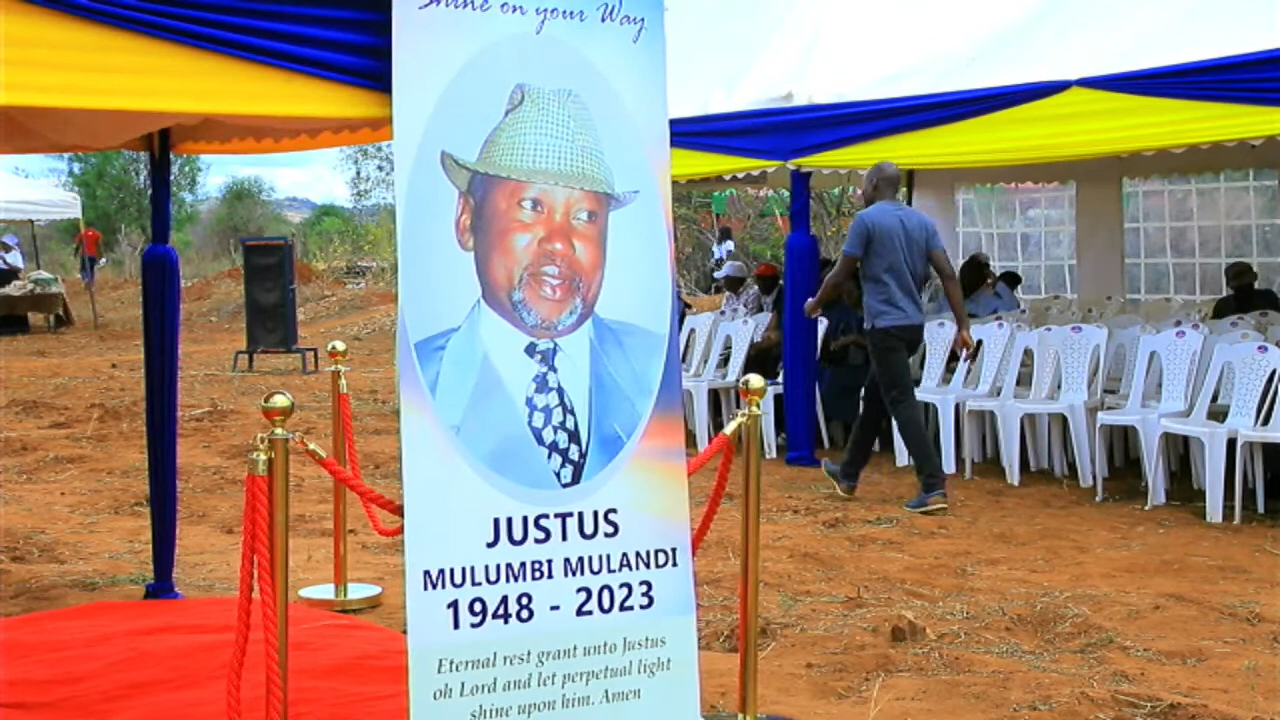 Shine on your Way
JUSTUS
MULUMBI MULANDI
1948 - 2023
Eternal rest grant unto Justus
oh Lord and let perpetual light
shine upon him. Amen